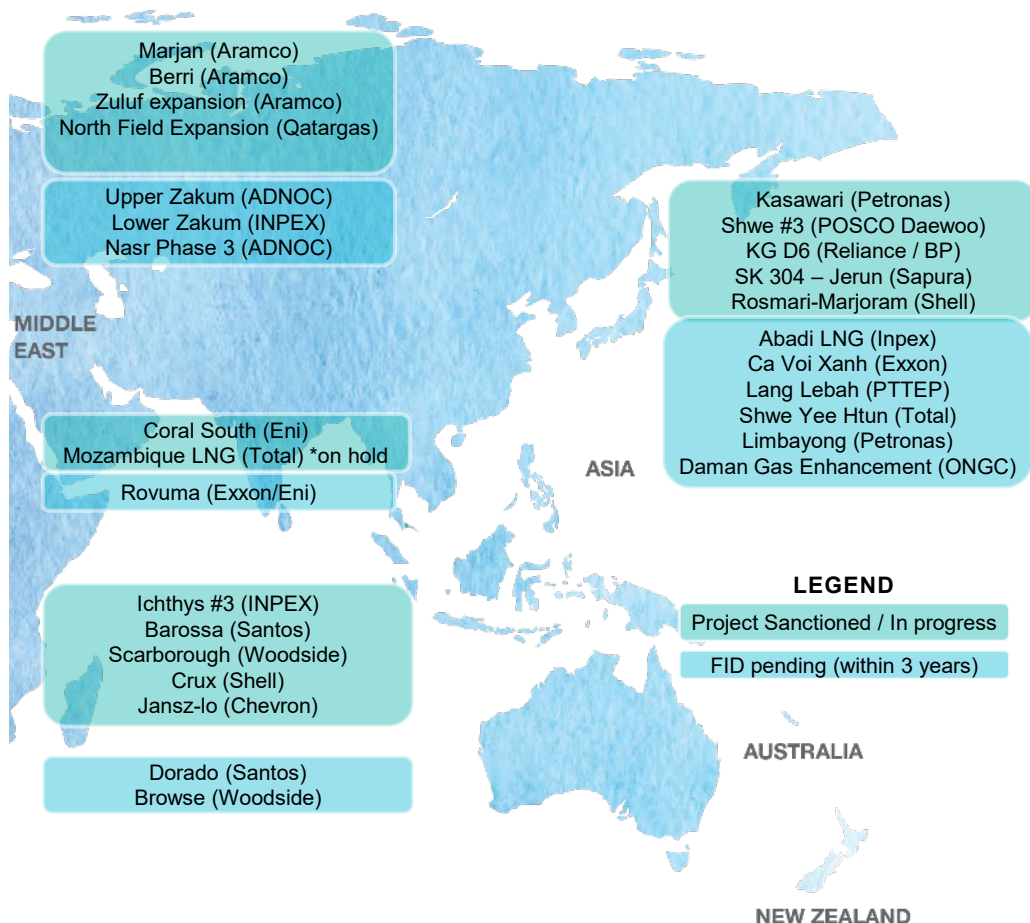 Marjan (Aramco)
Berri (Aramco)
Zuluf expansion (Aramco)
North Field Expansion (Qatargas)
Upper Zakum (ADNOC)
Lower Zakum (INPEX)
Nasr Phase 3 (ADNOC)
MIDDLE
EAST
Kasawari (Petronas)
Shwe #3 (POSCO Daewoo)
KG D6 (Reliance / BP)
SK 304 – Jerun (Sapura)
Rosmari-Marjoram (Shell)
Abadi LNG (Inpex)
Ca Voi Xanh (Exxon)
Lang Lebah (PTTEP)
Shwe Yee Htun (Total)
Limbayong (Petronas)
Daman Gas Enhancement (ONGC)
Coral South (Eni)
Mozambique LNG (Total) *on hold
Rovuma (Exxon/Eni)
ASIA
Ichthys #3 (INPEX)
Barossa (Santos)
Scarborough (Woodside)
Crux (Shell)
Jansz-lo (Chevron)
Dorado (Santos)
Browse (Woodside)
LEGEND
Project Sanctioned / In progress
FID pending (within 3 years)
AUSTRALIA
NEW ZEALAND